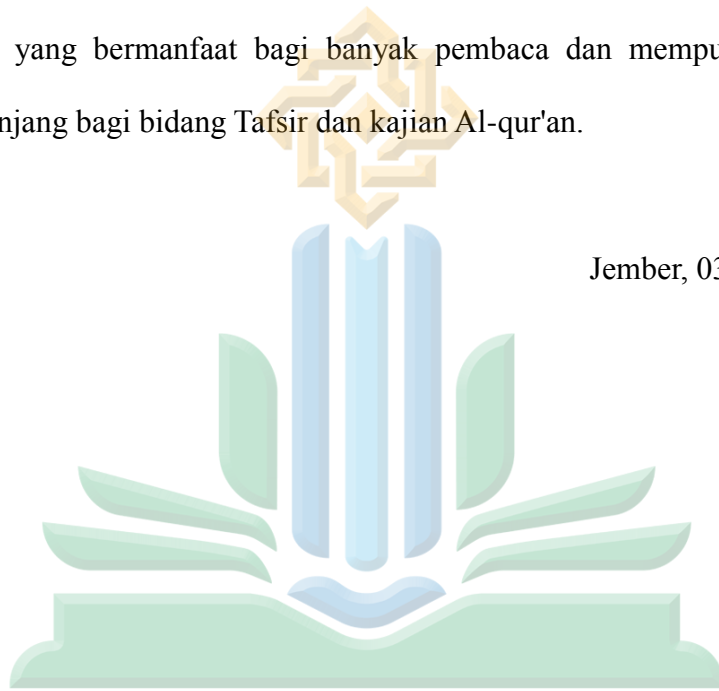 yang bermanfaat bagi banyak pembaca dan mempu
njang bagi bidang Tafsir dan kajian Al-qur'an.
Jember, 03